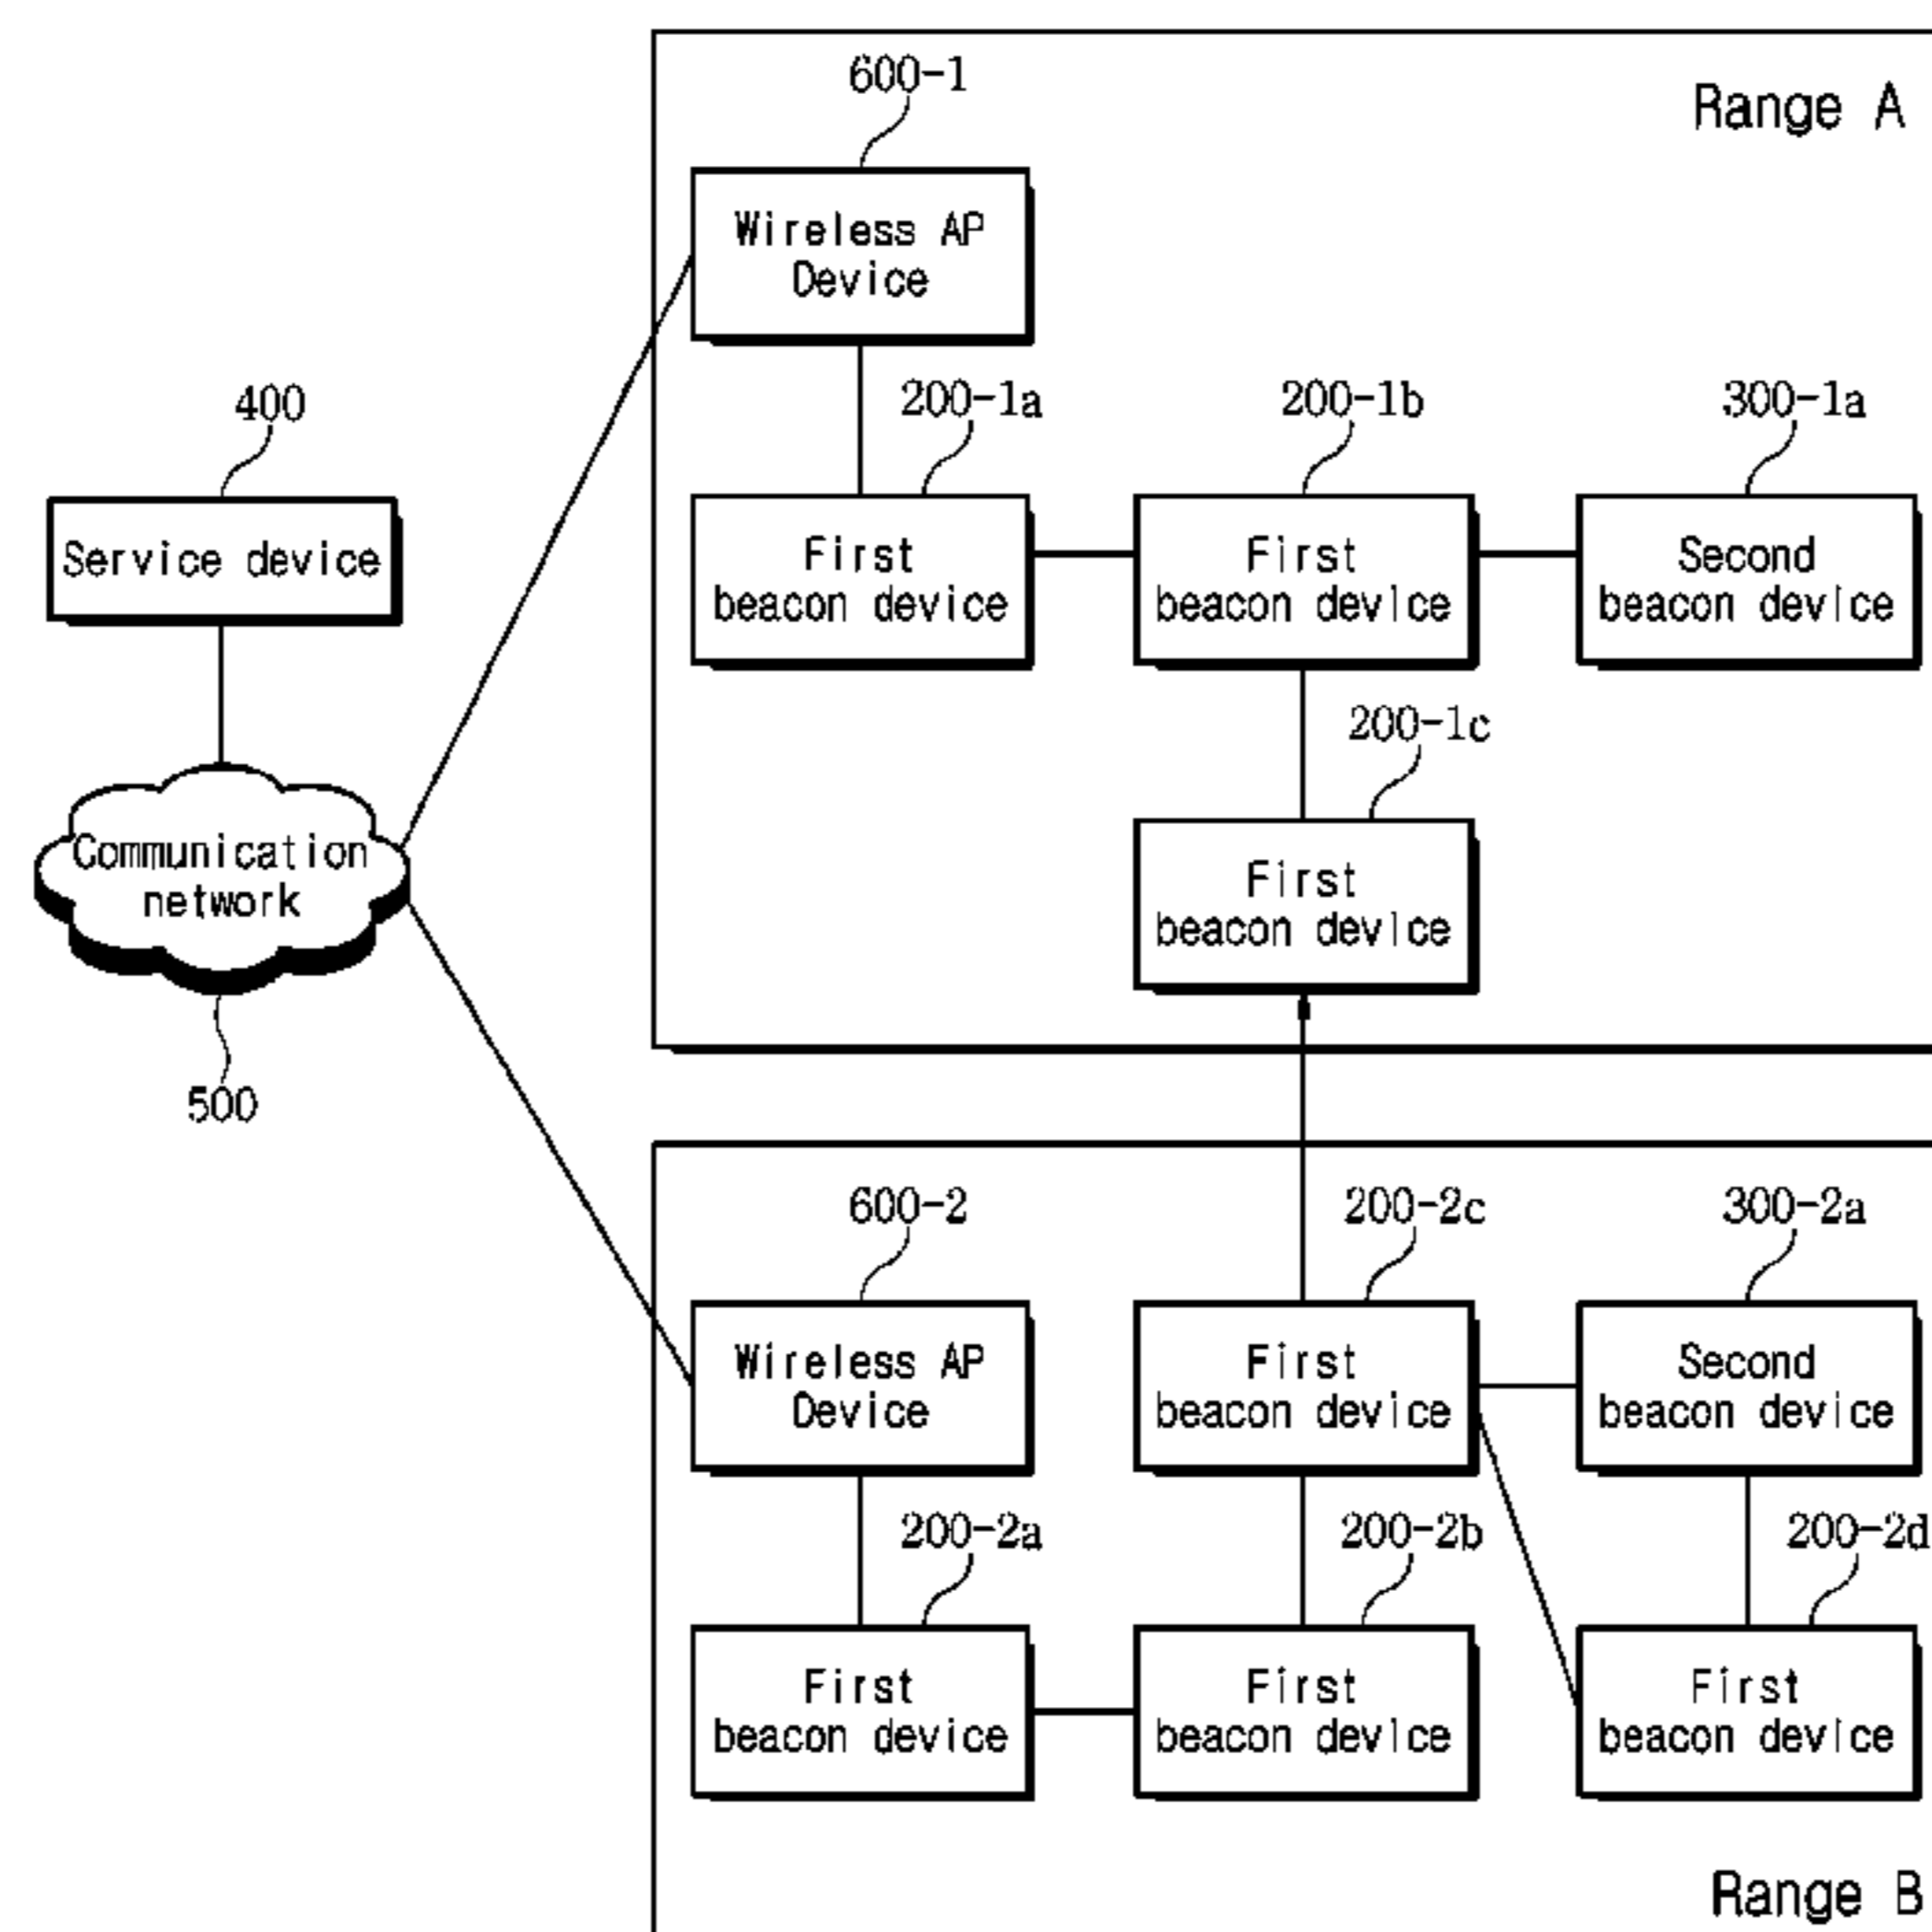 600-1
Range A
Wireless AP
Device
400
200-1a
200-1b
300-1a
Service device
First
beacon device
First
beacon device
Second
beacon device
200-1c
Communication
network
First
beacon device
500
600-2
200-2c
300-2a
Wireless AP
Device
First
beacon device
Second
beacon device
200-2a
200-2b
200-2d
First
beacon device
First
beacon device
First
beacon device
Range B